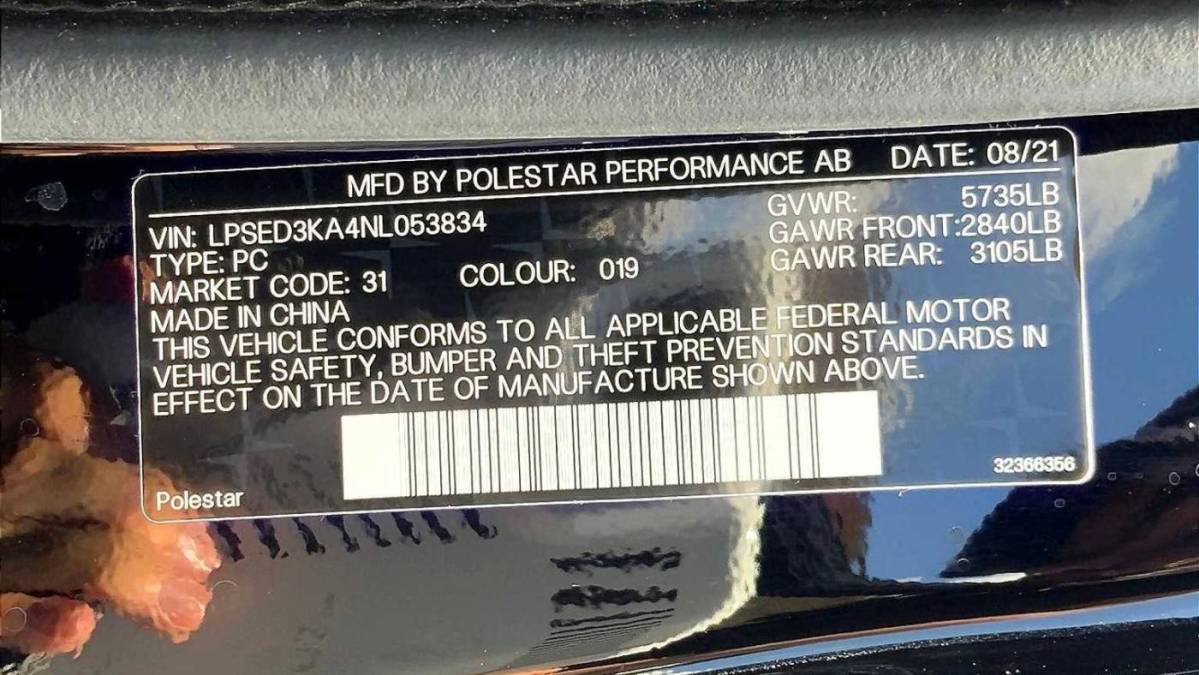 MFD BY POLESTAR PERFORMANCE AB DATE: 08/21
VIN: LPSED3KA4NL053834 GVWR: 5735LB
TYPE: PC GAWR FRONT:2840LB
MARKET CODE: 31 COLOUR: 019 GAWR REAR: 3105LB
MADE IN CHINA
THIS VEHICLE CONFORMS TO ALL APPLICABLE FEDERAL MOTOR
VEHICLE SAFETY, BUMPER AND THEFT PREVENTION STANDARDS IN
EFFECT ON THE DATE OF MANUFACTURE SHOWN ABOVE.
32366356
Polestar